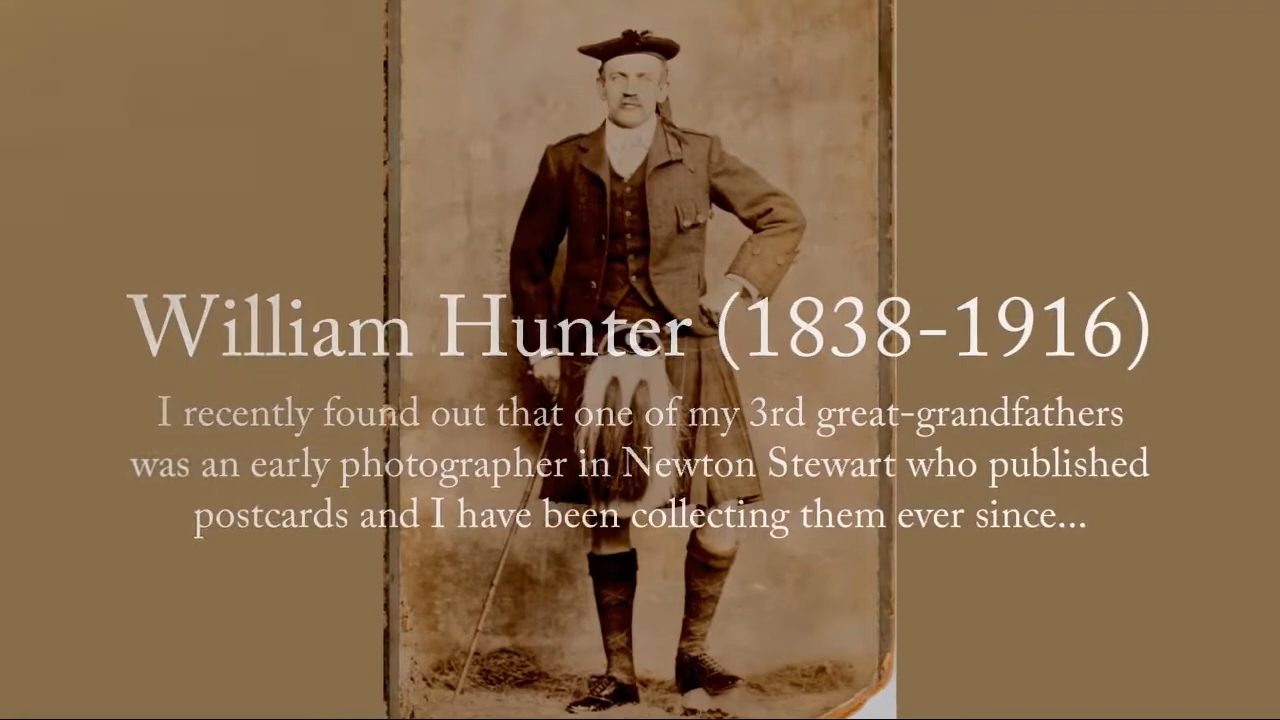 William Hunter (1838-1916)
I recently found out that one of my 3rd great-grandfathers
was an early photographer in Newton Stewart who published
postcards and I have been collecting them ever since...